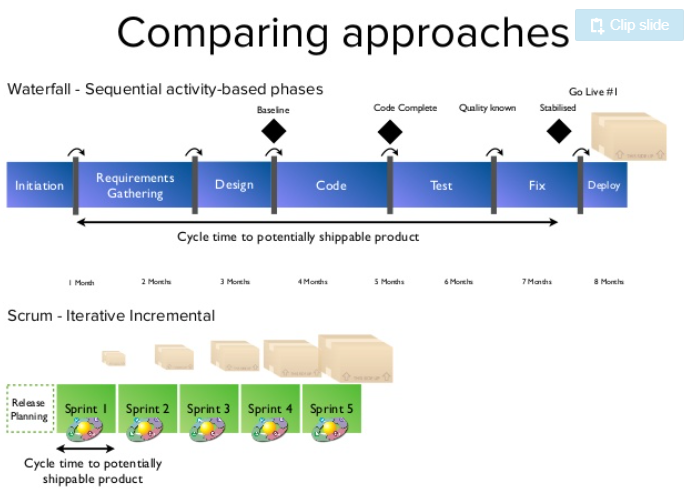 Comparing approaches
Clip slide
Waterfall - Sequential activity-based phases
Go Live #1
Baseline
Code Complete
Quality known
Stabilised
Initiation
Requirements
Gathering
Design
Code
Test
Fix
Deploy
Cycle time to potentially shippable product
1 Month
2 Months
3 Months
4 Months
5 Months
6 Months
7 Months
8 Months
Scrum - Iterative Incremental
Release
Planning
Sprint 1
Sprint 2
Sprint 3
Sprint 4
Sprint 5
Cycle time to potentially
shippable product